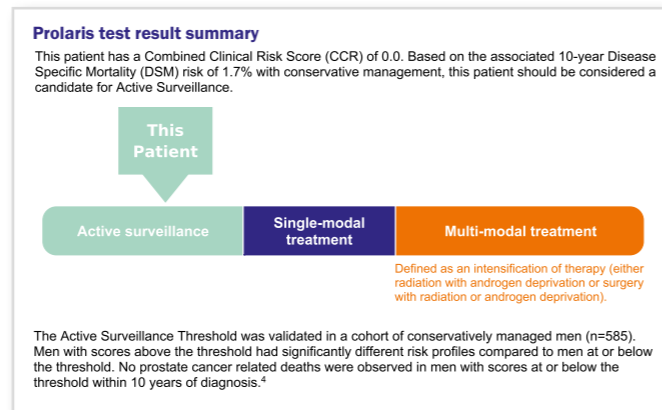 Prolaris test result summary
This patient has a Combined Clinical Risk Score (CCR) of 0.0. Based on the associated 10-year Disease
Specific Mortality (DSM) risk of 1.7% with conservative management, this patient should be considered a
candidate for Active Surveillance.
This
Patient
Active surveillance
Single-modal
treatment
Multi-modal treatment
Defined as an intensification of therapy (either
radiation with androgen deprivation or surgery
with radiation or androgen deprivation).
The Active Surveillance Threshold was validated in a cohort of conservatively managed men (n=585).
Men with scores above the threshold had significantly different risk profiles compared to men at or below
the threshold. No prostate cancer related deaths were observed in men with scores at or below the
threshold within 10 years of diagnosis.⁴